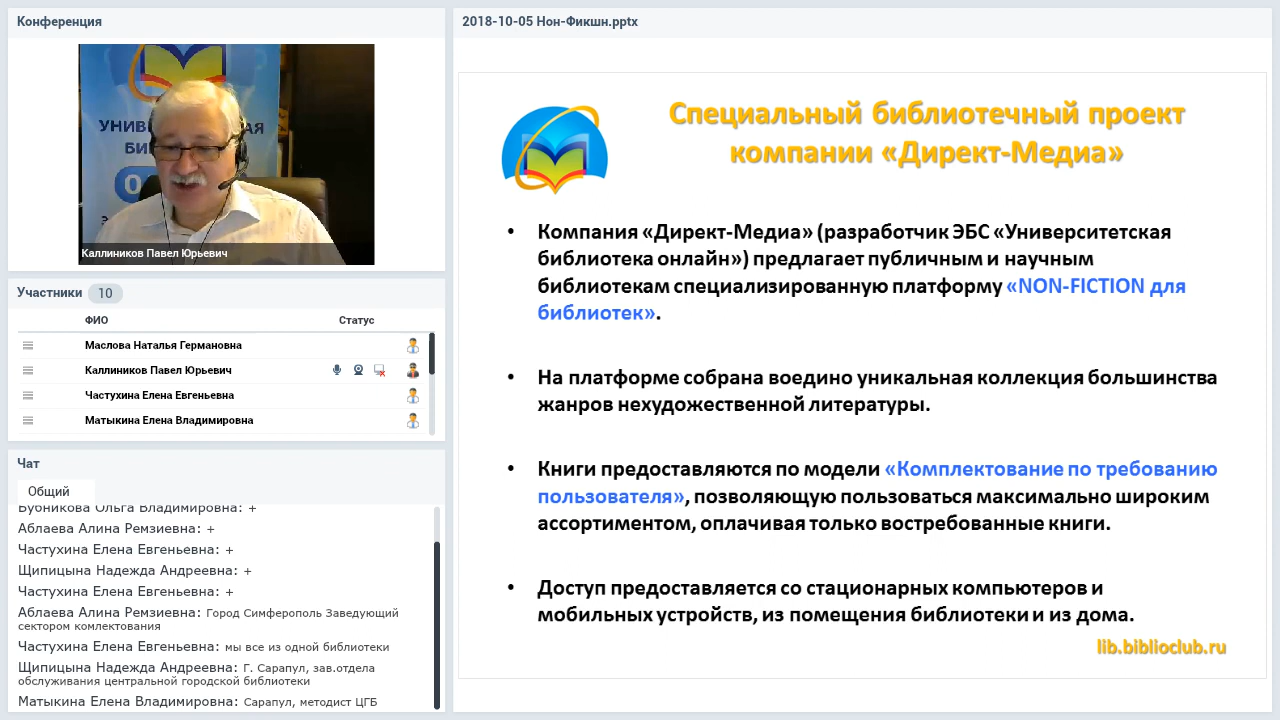 Конференция
УНИВ
АЯ
БИ
Каллиников Павел Юрьевич
Участники 10
ФИО Статус
Маслова Наталья Германовна
Каллиников Павел Юрьевич
Частухина Елена Евгеньевна
Матыкина Елена Владимировна
Чат
Общий
Бубникова Ольга Владимировна: +
Аблаева Алина Ремзиевна: +
Частухина Елена Евгеньевна: +
Щипицына Надежда Андреевна: +
Частухина Елена Евгеньевна: +
Аблаева Алина Ремзиевна: Город Симферополь Заведующий
сектором комлектования
Частухина Елена Евгеньевна: мы все из одной библиотеки
Щипицына Надежда Андреевна: Г. Сарапул, зав.отдела
обслуживания центральной городской библиотеки
Матыкина Елена Владимировна: Сарапул, методист ЦГБ
2018-10-05 Нон-Фикшн.pptx
Специальный библиотечный проект
компании «Директ-Медиа»
• Компания «Директ-Медиа» (разработчик ЭБС «Университетская
библиотека онлайн») предлагает публичным и научным
библиотекам специализированную платформу «NON-FICTION для
библиотек».
• На платформе собрана воедино уникальная коллекция большинства
жанров нехудожественной литературы.
• Книги предоставляются по модели «Комплектование по требованию
пользователя», позволяющую пользоваться максимально широким
ассортиментом, оплачивая только востребованные книги.
• Доступ предоставляется со стационарных компьютеров и
мобильных устройств, из помещения библиотеки и из дома.
lib.biblioclub.ru